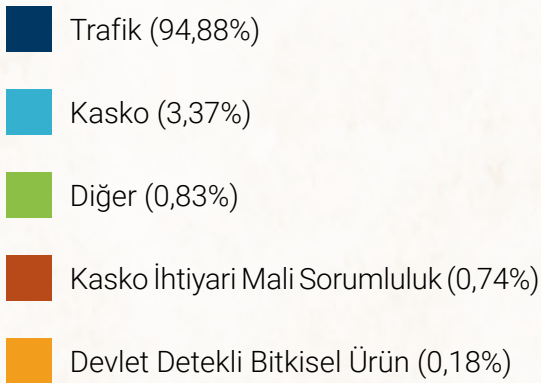 Trafik (94,88%)
Kasko (3,37%)
Diğer (0,83%)
Kasko İhtiyari Mali Sorumluluk (0,74%)
Devlet Detekli Bitkisel Ürün (0,18%)